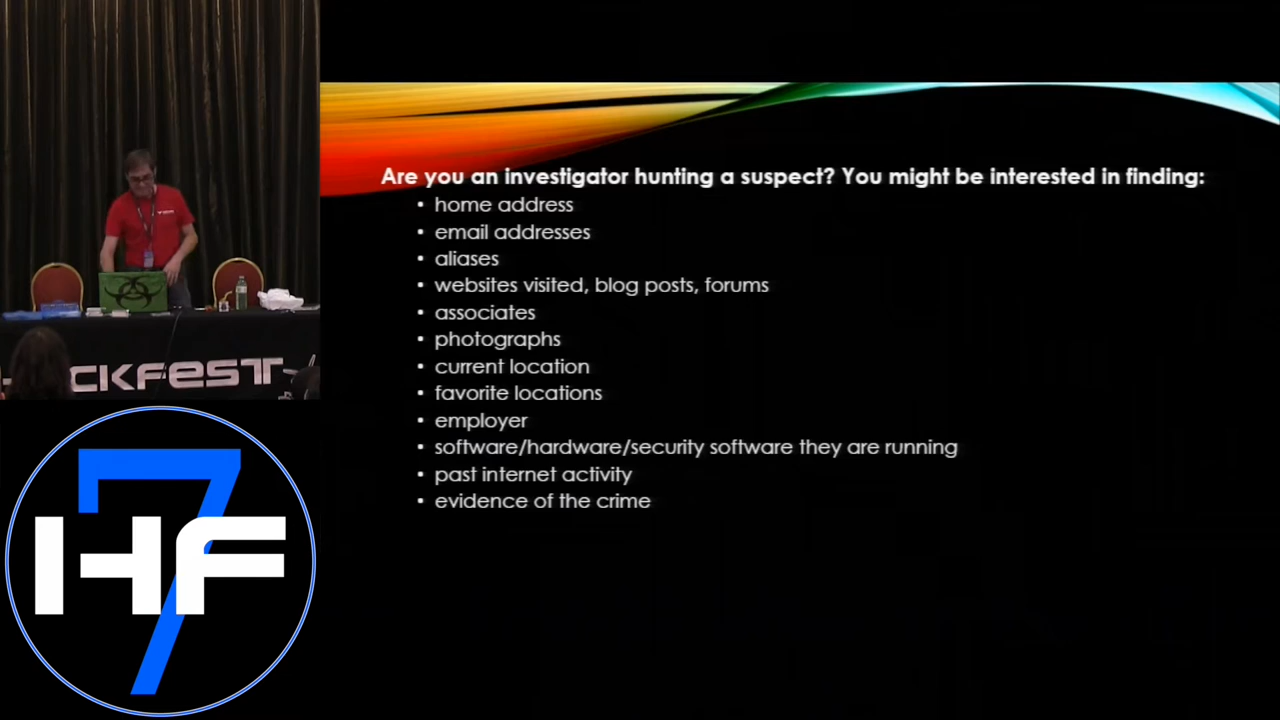 Are you an investigator hunting a suspect? You might be interested in finding:
• home address
• email addresses
• aliases
• websites visited, blog posts, forums
• associates
• photographs
• current location
• favorite locations
• employer
• software/hardware/security software they are running
• past internet activity
• evidence of the crime
CKFEST
7
HF